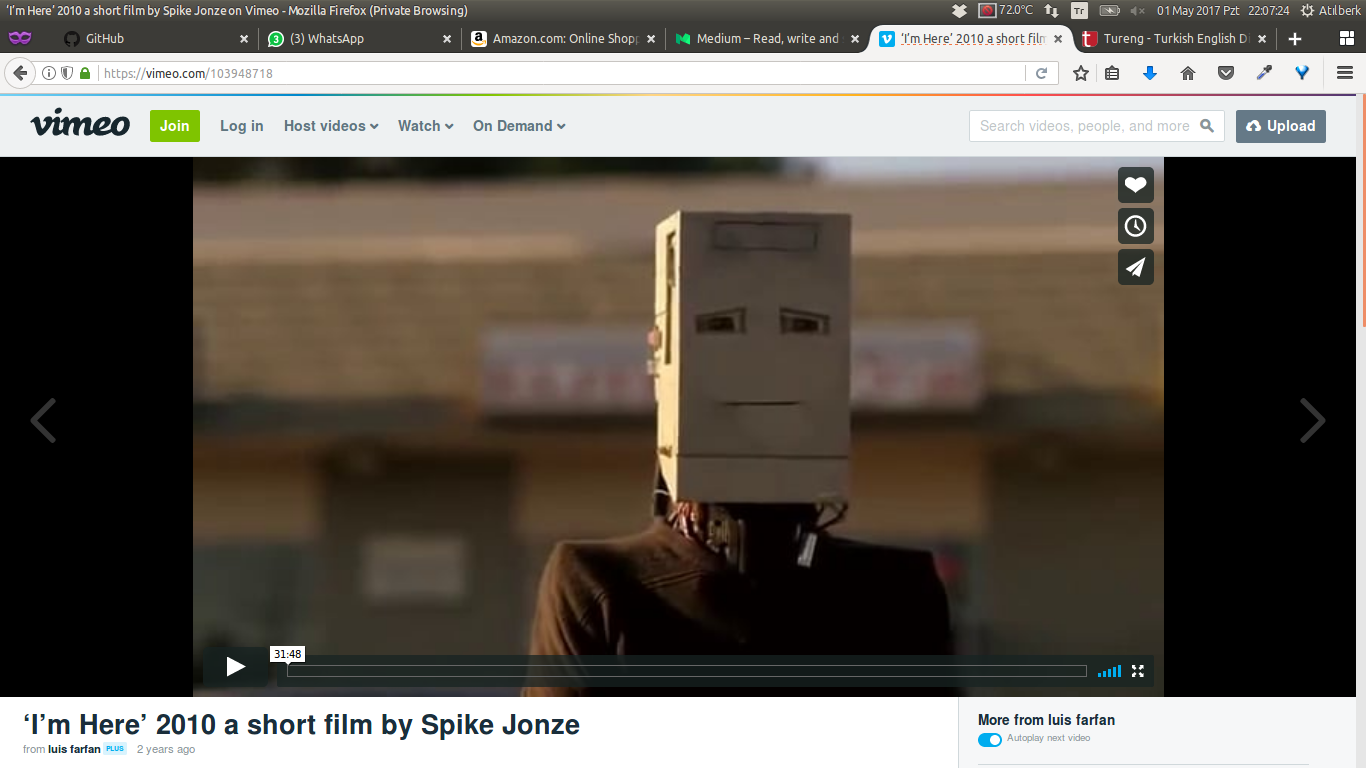 ‘I’m Here’ 2010 a short film by Spike Jonze on Vimeo - Mozilla Firefox (Private Browsing)
72.0°C
Tr
01 May 2017 Pzt 22:07:24
Atılberk
GitHub
(3) WhatsApp
Amazon.com: Online Shopp
Medium – Read, write and
‘I’m Here’ 2010 a short film
Tureng - Turkish English Di
https://vimeo.com/103948718
vimeo
Join
Log in
Host videos
Watch
On Demand
Search videos, people, and more
Upload
31:48
‘I’m Here’ 2010 a short film by Spike Jonze
from luis farfan PLUS 2 years ago
More from luis farfan
Autoplay next video